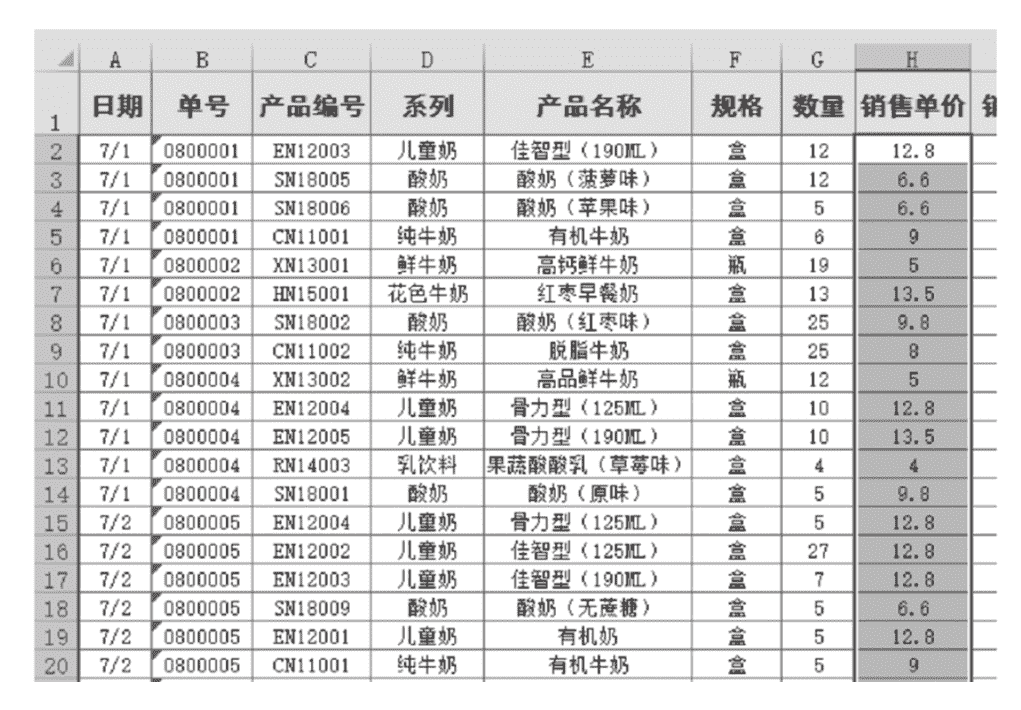 A B C D E F G H
1 日期 单号 产品编号 系列 产品名称 规格 数量 销售单价
2 7/1 0800001 EN12003 儿童奶 佳智型（190ML） 盒 12 12.8
3 7/1 0800001 SN18005 酸奶 酸奶（菠萝味） 盒 12 6.6
4 7/1 0800001 SN18006 酸奶 酸奶（苹果味） 盒 5 6.6
5 7/1 0800001 CN11001 纯牛奶 有机牛奶 盒 6 9
6 7/1 0800002 XN13001 鲜牛奶 高钙鲜牛奶 瓶 19 5
7 7/1 0800002 HN15001 花色牛奶 红枣早餐奶 盒 13 13.5
8 7/1 0800003 SN18002 酸奶 酸奶（红枣味） 盒 25 9.8
9 7/1 0800003 CN11002 纯牛奶 脱脂牛奶 盒 25 8
10 7/1 0800004 XN13002 鲜牛奶 高品鲜牛奶 瓶 12 5
11 7/1 0800004 EN12004 儿童奶 骨力型（125ML） 盒 10 12.8
12 7/1 0800004 EN12005 儿童奶 骨力型（190ML） 盒 10 13.5
13 7/1 0800004 RN14003 乳饮料 果蔬酸酸乳（草莓味） 盒 4 4
14 7/1 0800004 SN18001 酸奶 酸奶（原味） 盒 5 9.8
15 7/2 0800005 EN12004 儿童奶 骨力型（125ML） 盒 5 12.8
16 7/2 0800005 EN12002 儿童奶 佳智型（125ML） 盒 27 12.8
17 7/2 0800005 EN12003 儿童奶 佳智型（190ML） 盒 7 12.8
18 7/2 0800005 SN18009 酸奶 酸奶（无蔗糖） 盒 5 6.6
19 7/2 0800005 EN12001 儿童奶 有机奶 盒 5 12.8
20 7/2 0800005 CN11001 纯牛奶 有机牛奶 盒 5 9